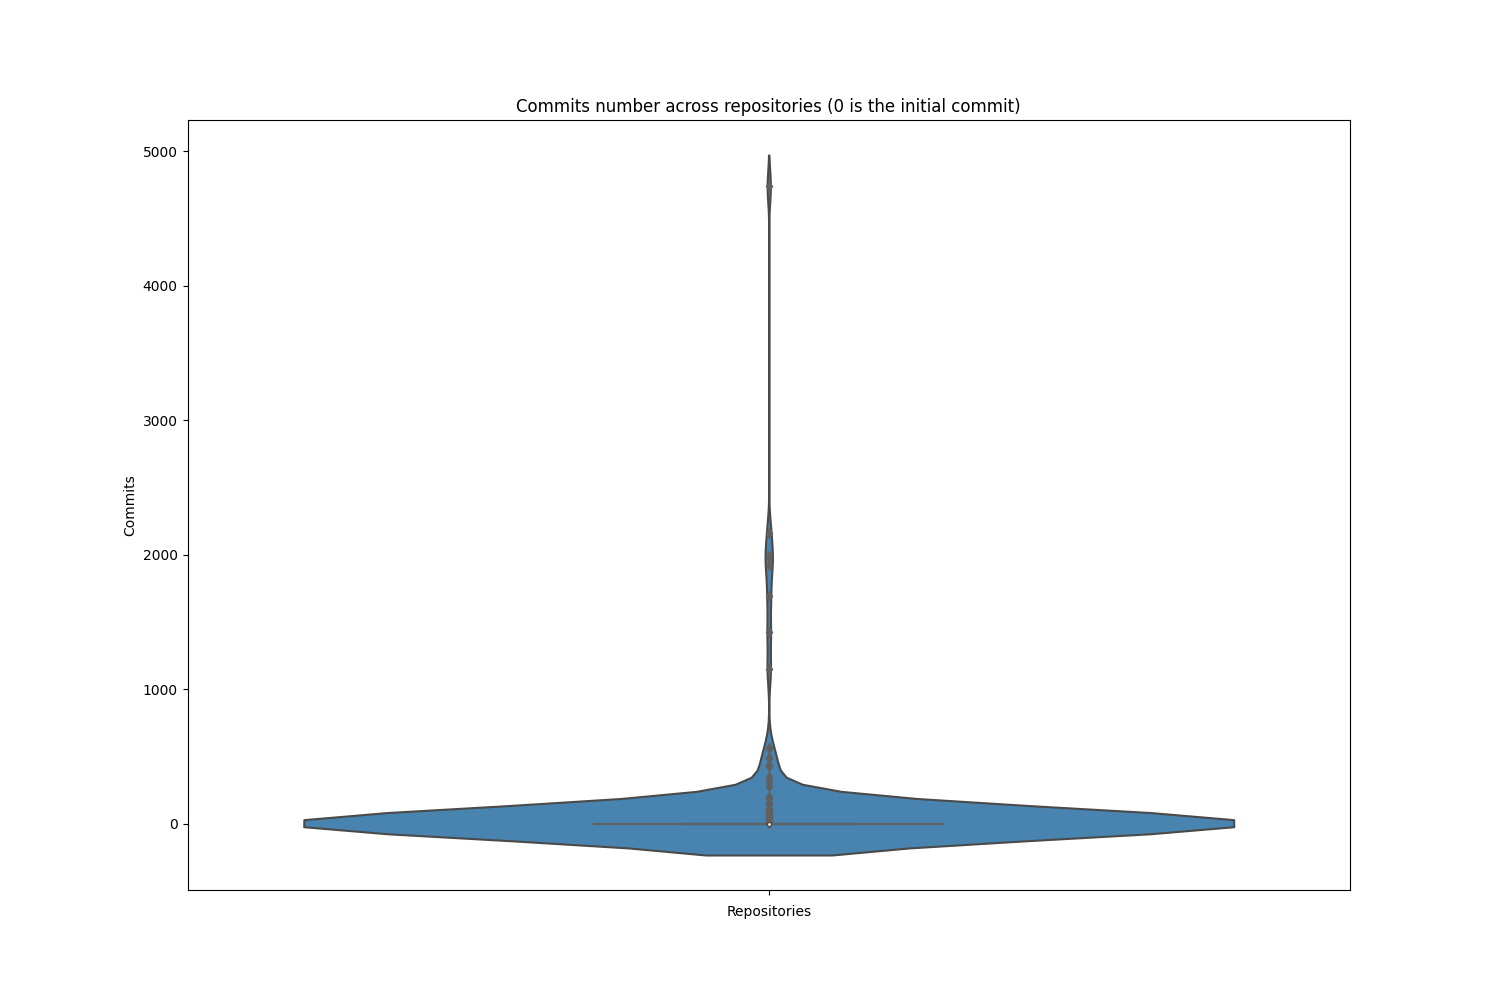 Commits number across repositories (0 is the initial commit)
5000
4000
3000
2000
1000
0
Commits
Repositories